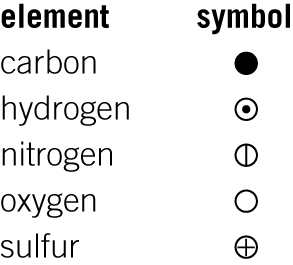 element symbol
carbon ●
hydrogen ☉
nitrogen ⦶
oxygen ○
sulfur ⊕